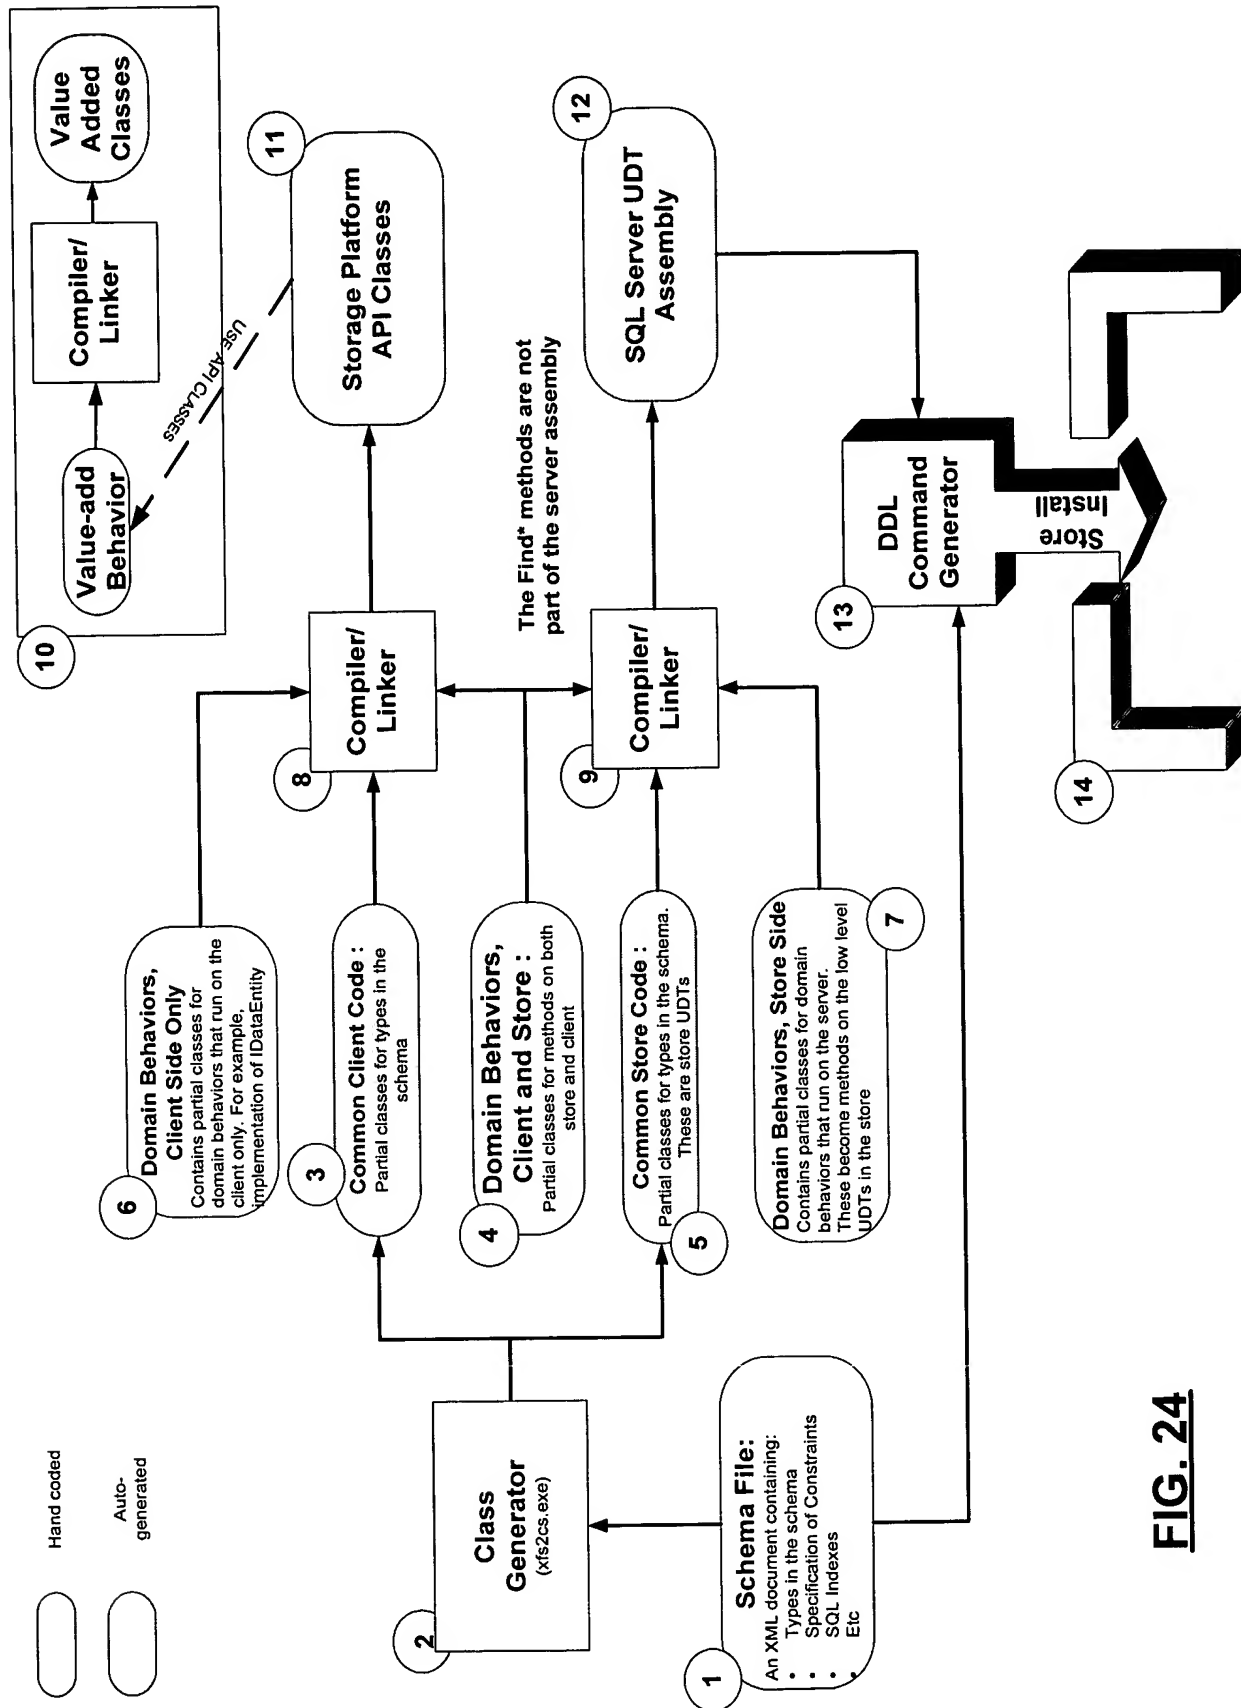 Hand coded
Auto-
generated
1
Schema File:
An XML document containing:
• Types in the schema
• Specification of Constraints
• SQL Indexes
• Etc
2
Class
Generator
(xfs2cs.exe)
6
Domain Behaviors,
Client Side Only
Contains partial classes for
domain behaviors that run on the
client only. For example,
implementation of IDataEntity
3
Common Client Code :
Partial classes for types in the
schema
4
Domain Behaviors,
Client and Store :
Partial classes for methods on both
store and client
5
Common Store Code :
Partial classes for types in the schema.
These are store UDTs
7
Domain Behaviors, Store Side
Contains partial classes for domain
behaviors that run on the server.
These become methods on the low level
UDTs in the store
8
Compiler/
Linker
9
Compiler/
Linker
10
Value-add
Behavior
Compiler/
Linker
Value
Added
Classes
USE API CLASSES
11
Storage Platform
API Classes
The Find* methods are not
part of the server assembly
12
SQL Server UDT
Assembly
13
DDL
Command
Generator
Store
Install
14
FIG. 24